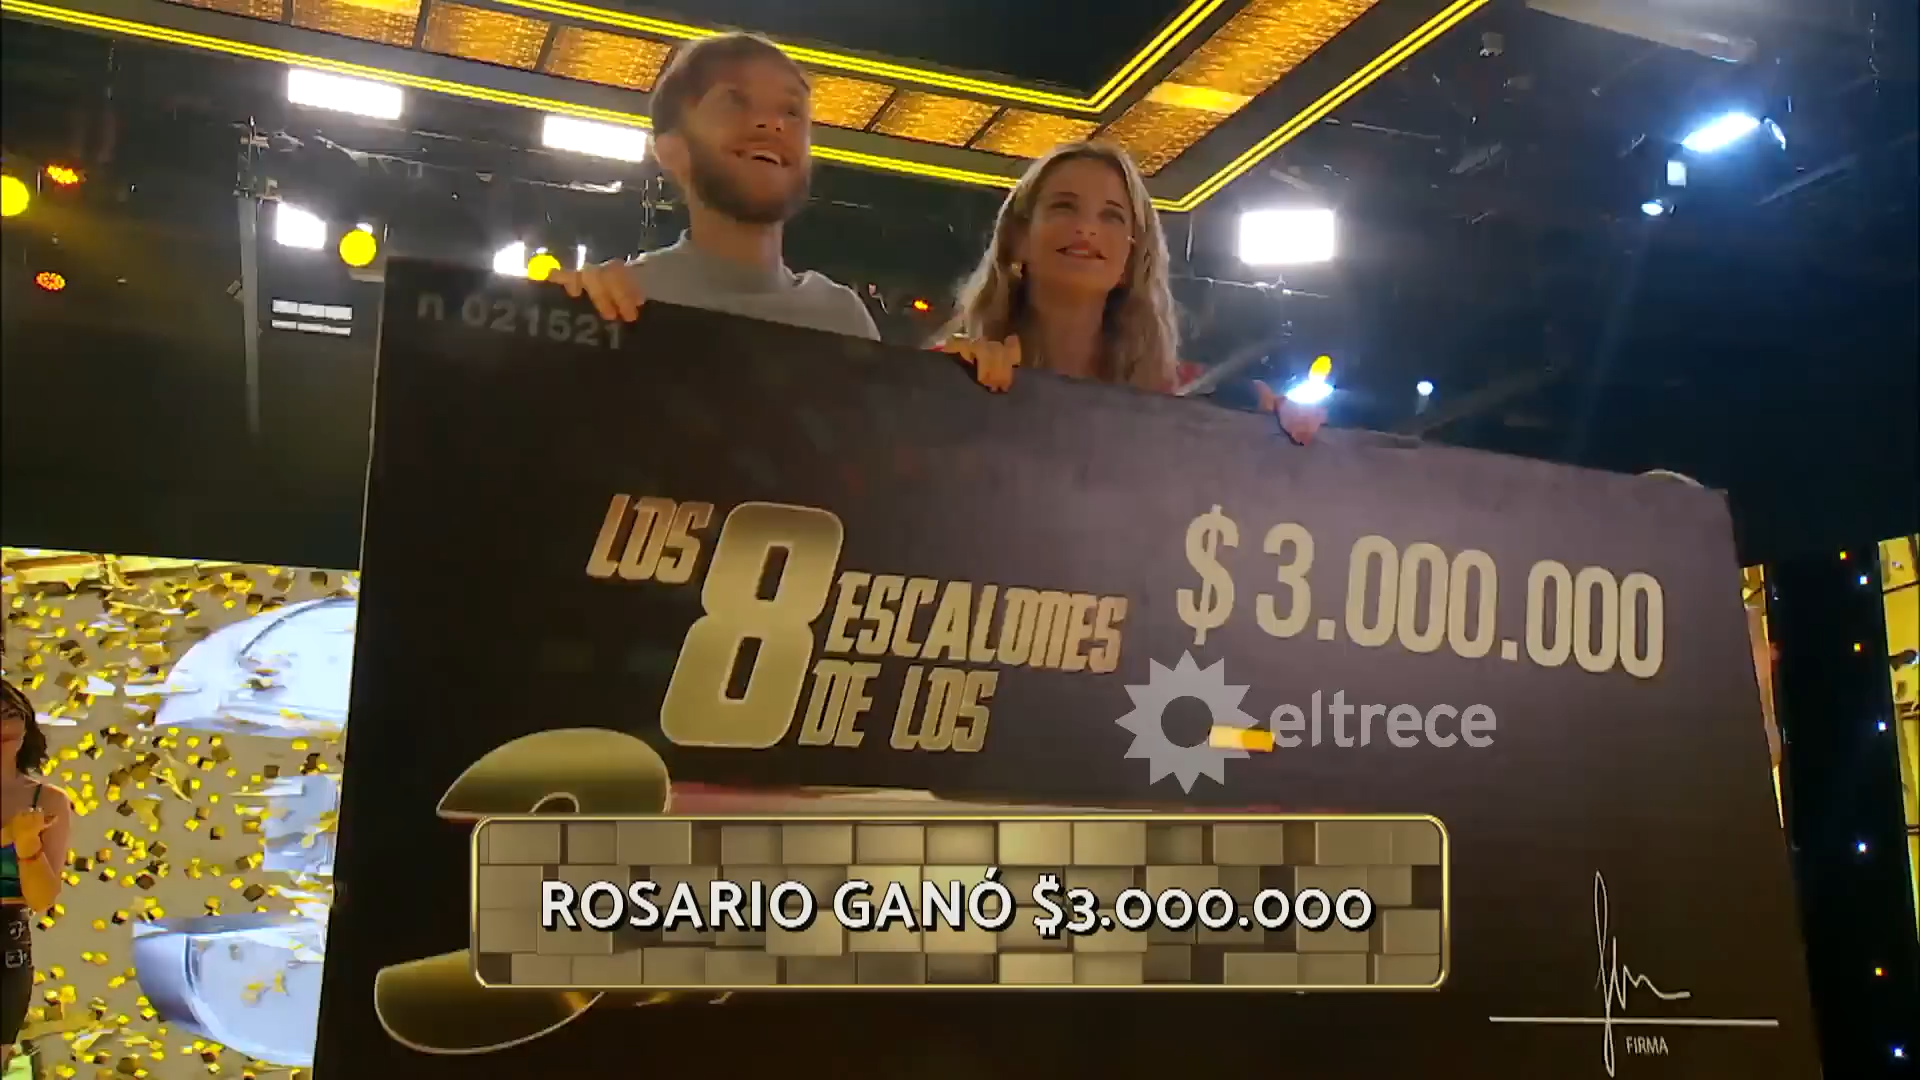 n 021521
LOS 8 ESCALONES
DE LOS
$3.000.000
eltrece
ROSARIO GANÓ $3.000.000
FIRMA